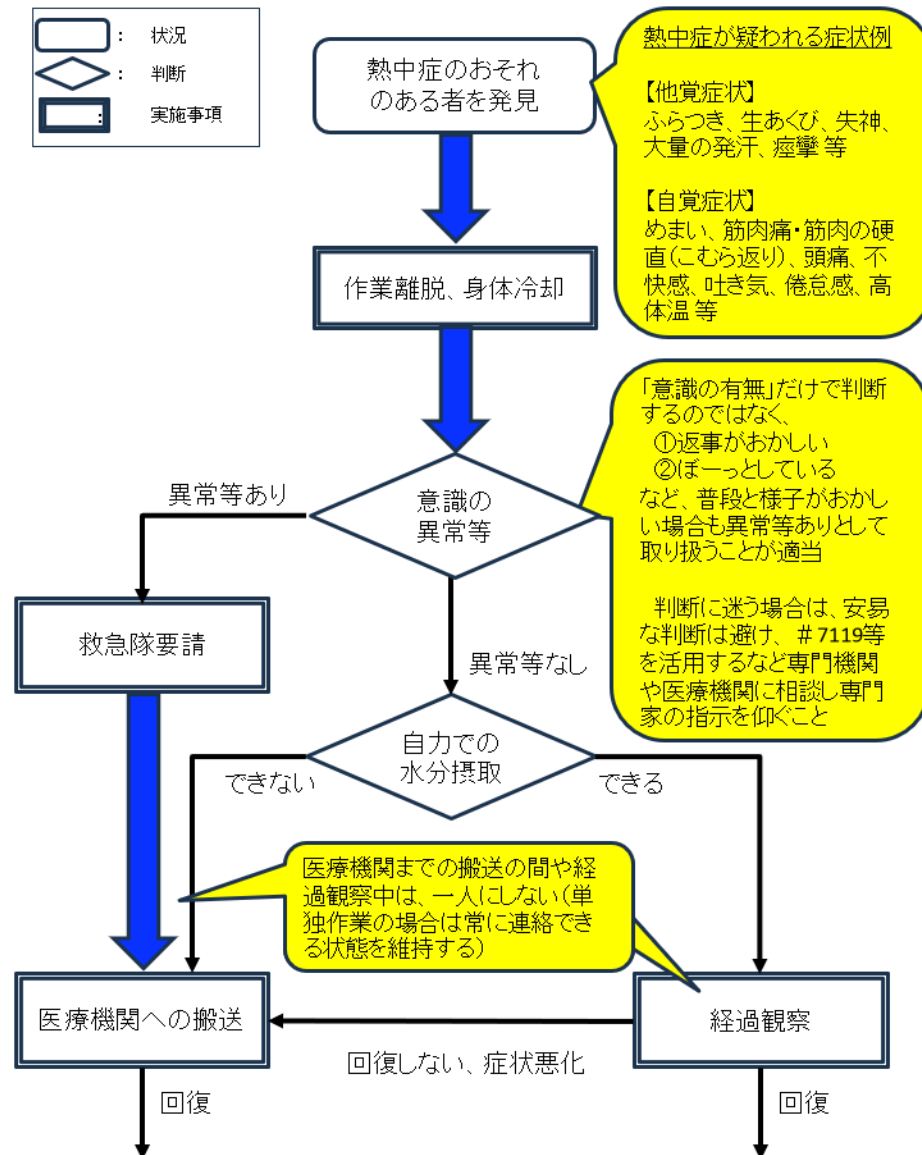 ： 状況
： 判断
： 実施事項
熱中症のおそれ
のある者を発見
熱中症が疑われる症状例
【他覚症状】
ふらつき、生あくび、失神、
大量の発汗、痙攣 等
【自覚症状】
めまい、筋肉痛・筋肉の硬
直（こむら返り）、頭痛、不
快感、吐き気、倦怠感、高
体温 等
作業離脱、身体冷却
「意識の有無」だけで判断
するのではなく、
①返事がおかしい
②ぼーっとしている
など、普段と様子がおかし
い場合も異常等ありとして
取り扱うことが適当
判断に迷う場合は、安易
な判断は避け、＃7119等
を活用するなど専門機関
や医療機関に相談し専門
家の指示を仰ぐこと
異常等あり
意識の
異常等
救急隊要請
異常等なし
自力での
水分摂取
できない
できる
医療機関までの搬送の間や経
過観察中は、一人にしない（単
独作業の場合は常に連絡でき
る状態を維持する）
医療機関への搬送
経過観察
回復しない、症状悪化
回復
回復